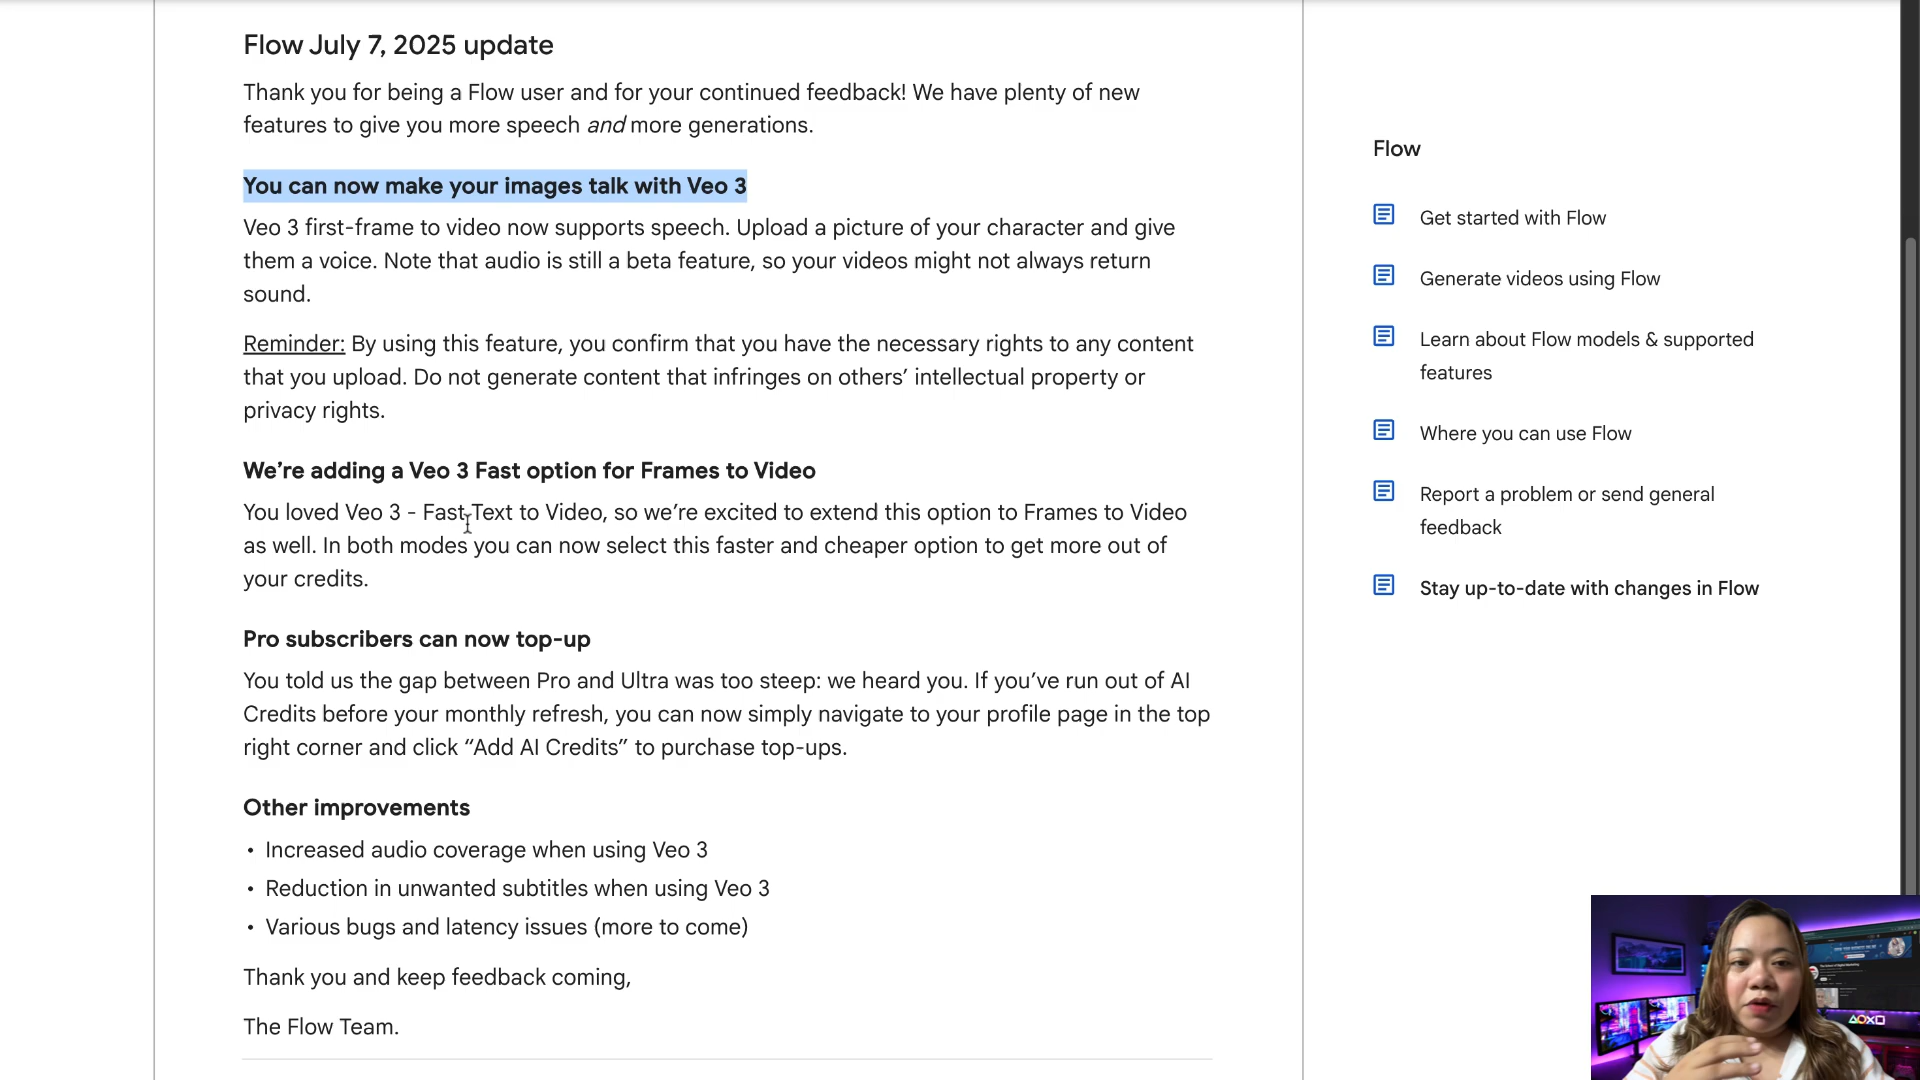 Flow July 7, 2025 update
Thank you for being a Flow user and for your continued feedback! We have plenty of new
features to give you more speech and more generations.
You can now make your images talk with Veo 3
Veo 3 first-frame to video now supports speech. Upload a picture of your character and give
them a voice. Note that audio is still a beta feature, so your videos might not always return
sound.
Reminder: By using this feature, you confirm that you have the necessary rights to any content
that you upload. Do not generate content that infringes on others’ intellectual property or
privacy rights.
We’re adding a Veo 3 Fast option for Frames to Video
You loved Veo 3 - Fast Text to Video, so we’re excited to extend this option to Frames to Video
as well. In both modes you can now select this faster and cheaper option to get more out of
your credits.
Pro subscribers can now top-up
You told us the gap between Pro and Ultra was too steep: we heard you. If you’ve run out of AI
Credits before your monthly refresh, you can now simply navigate to your profile page in the top
right corner and click “Add AI Credits” to purchase top-ups.
Other improvements
• Increased audio coverage when using Veo 3
• Reduction in unwanted subtitles when using Veo 3
• Various bugs and latency issues (more to come)
Thank you and keep feedback coming,
The Flow Team.
Flow
Get started with Flow
Generate videos using Flow
Learn about Flow models & supported
features
Where you can use Flow
Report a problem or send general
feedback
Stay up-to-date with changes in Flow